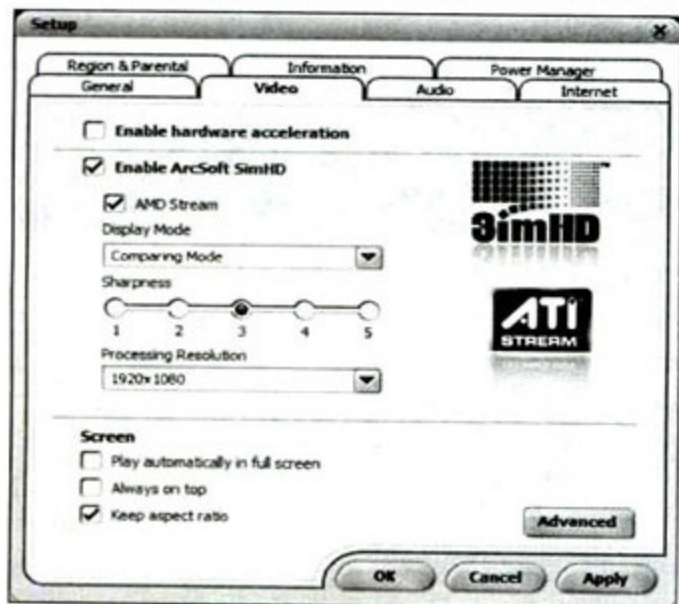 Setup
Region & Parental Information Power Manager
General Video Audio Internet
Enable hardware acceleration
Enable ArcSoft SimHD
AMD Stream
Display Mode
Comparing Mode
Sharpness
1 2 3 4 5
Processing Resolution
1920x1080
3imHD
ATI
STREAM
Screen
Play automatically in full screen
Always on top
Keep aspect ratio
Advanced
OK Cancel Apply